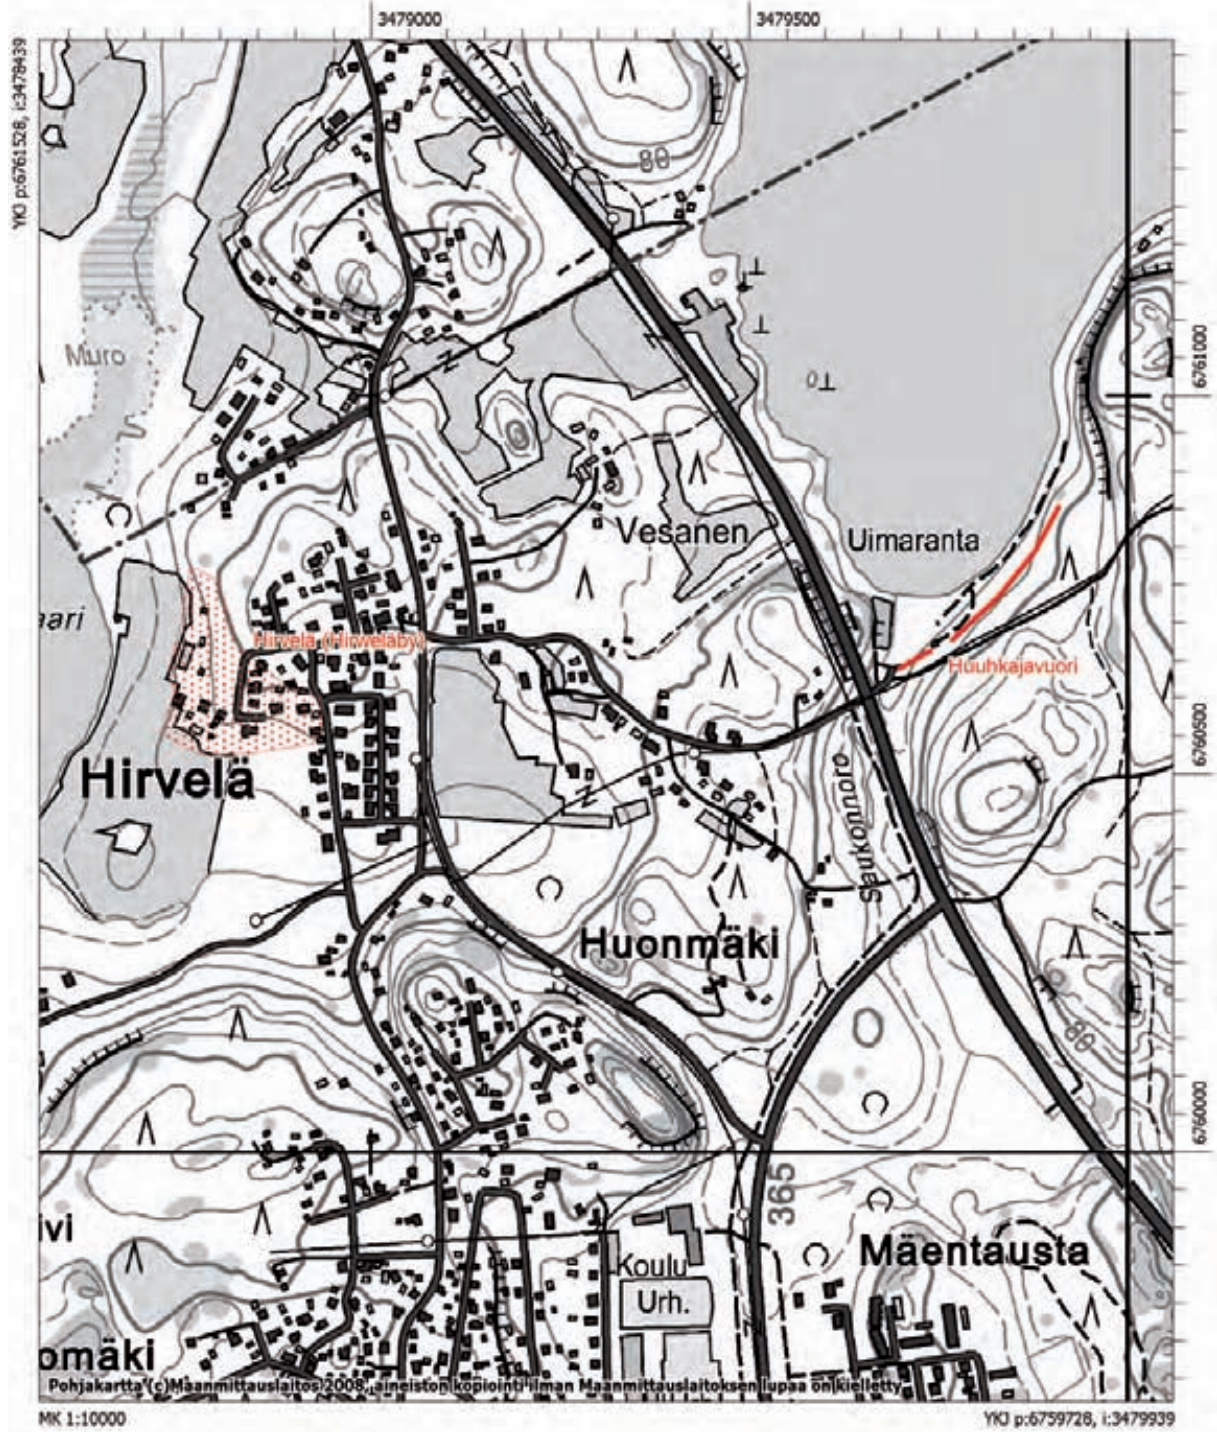 3479000
3479500
YKJ p:6761528, i:3478439
80
Muro
6761000
Vesanen
Uimaranta
Hirvelä (Hirweläby)
Huuhkajavuori
6760500
Hirvelä
Saukonnoro
Huonmäki
80
6760000
365
ivi
Mäentausta
Koulu
Urh.
omäki
Pohjakartta (c)Maanmittauslaitos 2008, aineiston kopiointi ilman Maanmittauslaitoksen lupaa on kielletty
MK 1:10000
YKJ p:6759728, i:3479939